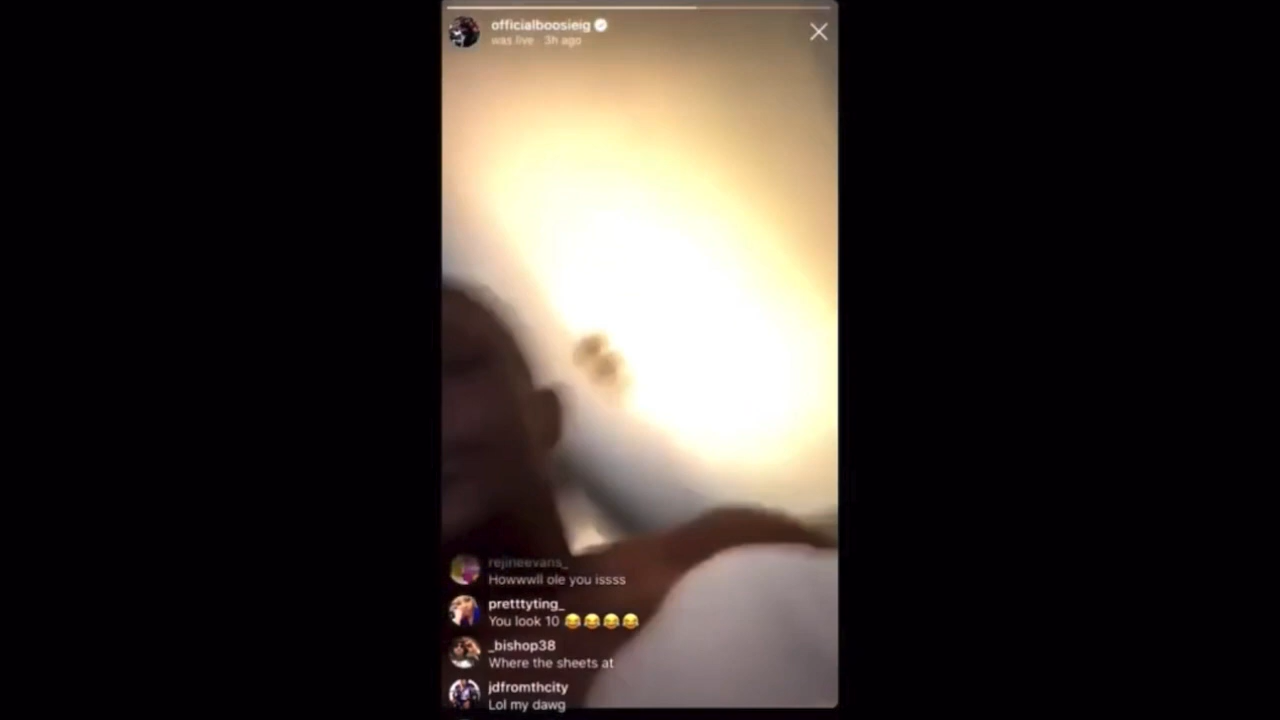 officialboosieig
was live · 3h ago
rejineevans_
Howwwll ole you issss
pretttyting_
You look 10 😂😂😂😂
_bishop38
Where the sheets at
jdfromthcity
Lol my dawg